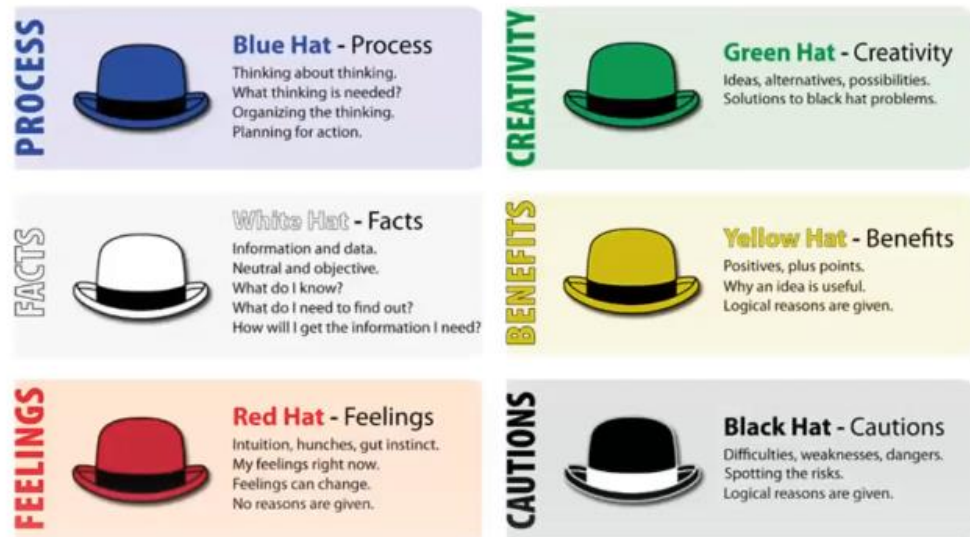 PROCESS
Blue Hat - Process
Thinking about thinking.
What thinking is needed?
Organizing the thinking.
Planning for action.
CREATIVITY
Green Hat - Creativity
Ideas, alternatives, possibilities.
Solutions to black hat problems.
FACTS
White Hat - Facts
Information and data.
Neutral and objective.
What do I know?
What do I need to find out?
How will I get the information I need?
BENEFITS
Yellow Hat - Benefits
Positives, plus points.
Why an idea is useful.
Logical reasons are given.
FEELINGS
Red Hat - Feelings
Intuition, hunches, gut instinct.
My feelings right now.
Feelings can change.
No reasons are given.
CAUTIONS
Black Hat - Cautions
Difficulties, weaknesses, dangers.
Spotting the risks.
Logical reasons are given.